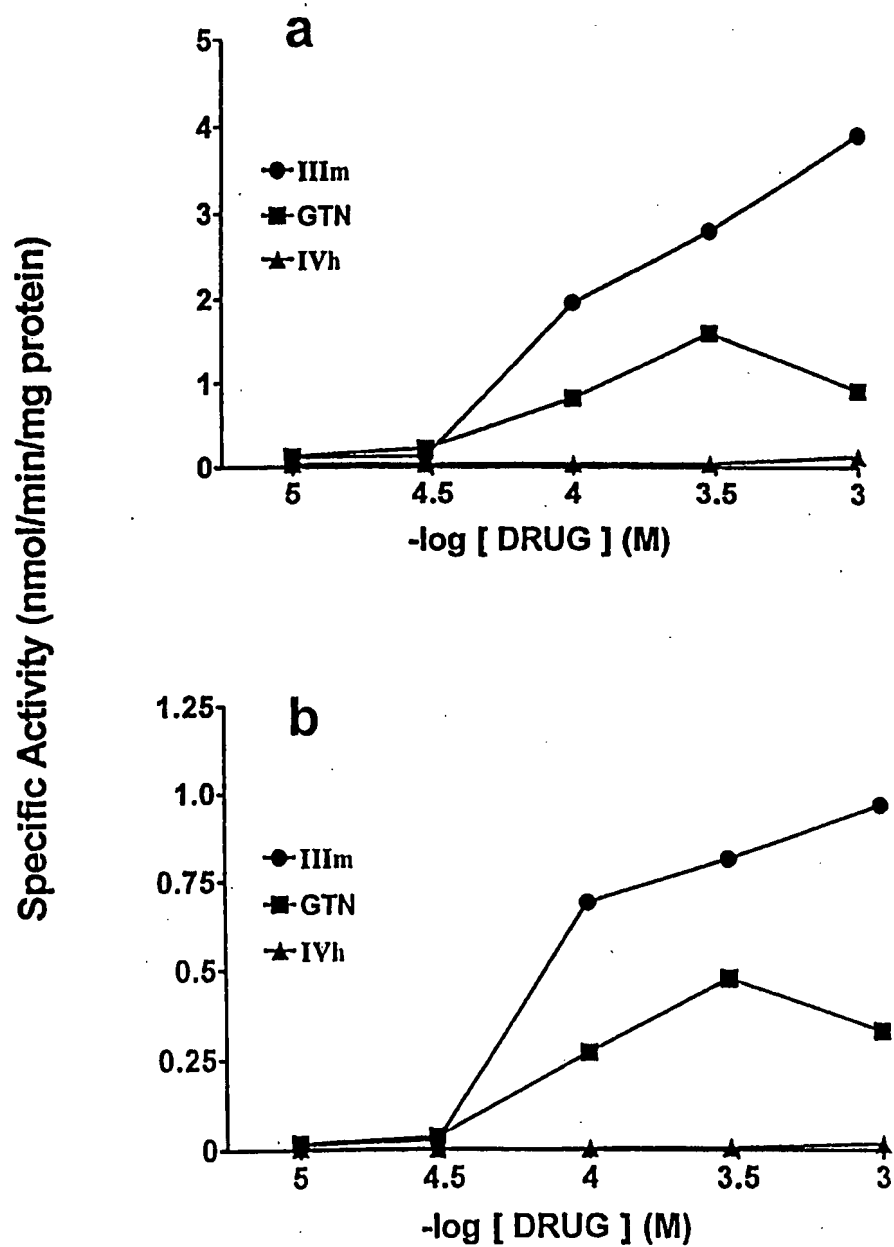 Specific Activity (nmol/min/mg protein)
a
5
4
3
2
1
0
IIIm
GTN
IVh
5 4.5 4 3.5 3
-log [ DRUG ] (M)
b
1.25
1.0
0.75
0.5
0.25
0
IIIm
GTN
IVh
5 4.5 4 3.5 3
-log [ DRUG ] (M)